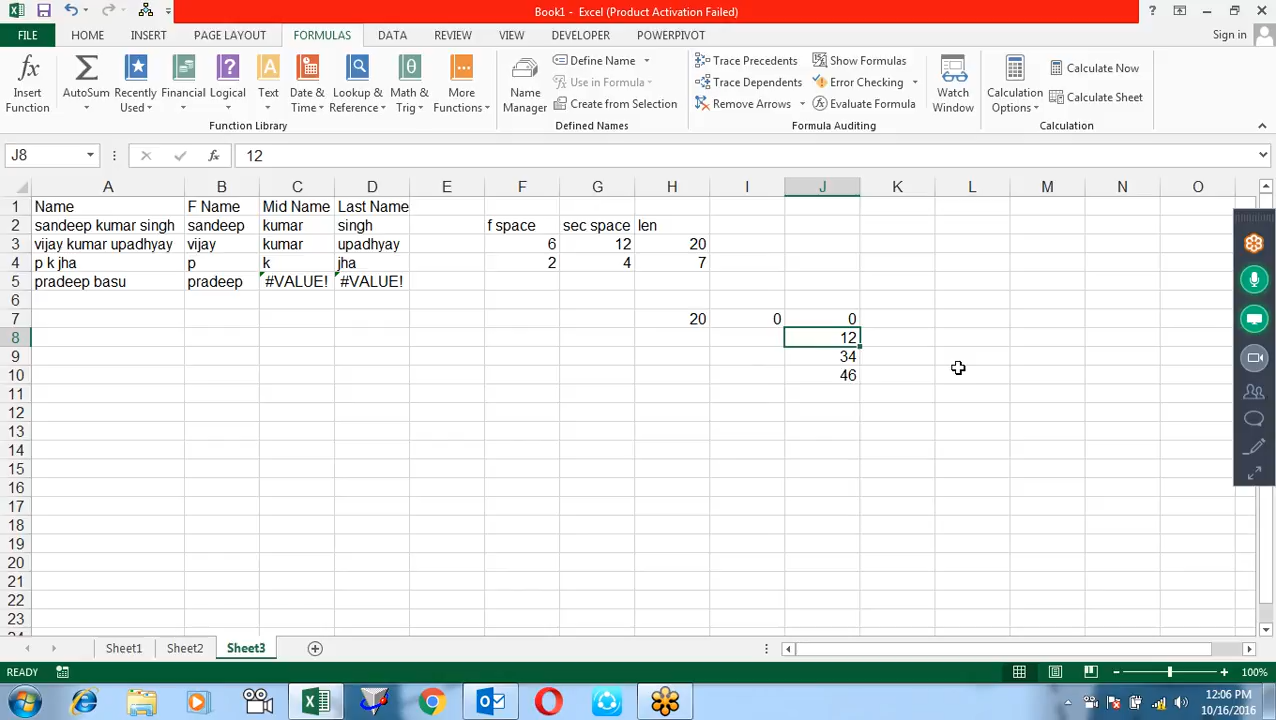 Book1 - Excel (Product Activation Failed)
FILE HOME INSERT PAGE LAYOUT FORMULAS DATA REVIEW VIEW DEVELOPER POWERPIVOT Sign in
Insert Function
AutoSum
Recently Used
Financial
Logical
Text
Date & Time
Lookup & Reference
Math & Trig
More Functions
Function Library
Name Manager
Define Name
Use in Formula
Create from Selection
Defined Names
Trace Precedents
Trace Dependents
Remove Arrows
Show Formulas
Error Checking
Evaluate Formula
Formula Auditing
Watch Window
Calculation Options
Calculate Now
Calculate Sheet
Calculation
J8 fx 12
A B C D E F G H I J K L M N O
1 Name F Name Mid Name Last Name
2 sandeep kumar singh sandeep kumar singh f space sec space len
3 vijay kumar upadhyay vijay kumar upadhyay 6 12 20
4 p k jha p k jha 2 4 7
5 pradeep basu pradeep #VALUE! #VALUE!
6
7 20 0 0
8 12
9 34
10 46
11
12
13
14
15
16
17
18
19
20
21
22
23
24
Sheet1 Sheet2 Sheet3
READY 100%
12:06 PM
10/16/2016